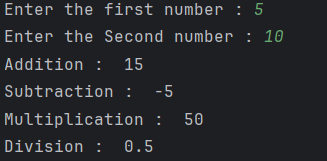 Enter the first number : 5
Enter the Second number : 10
Addition :  15
Subtraction :  -5
Multiplication :  50
Division :  0.5